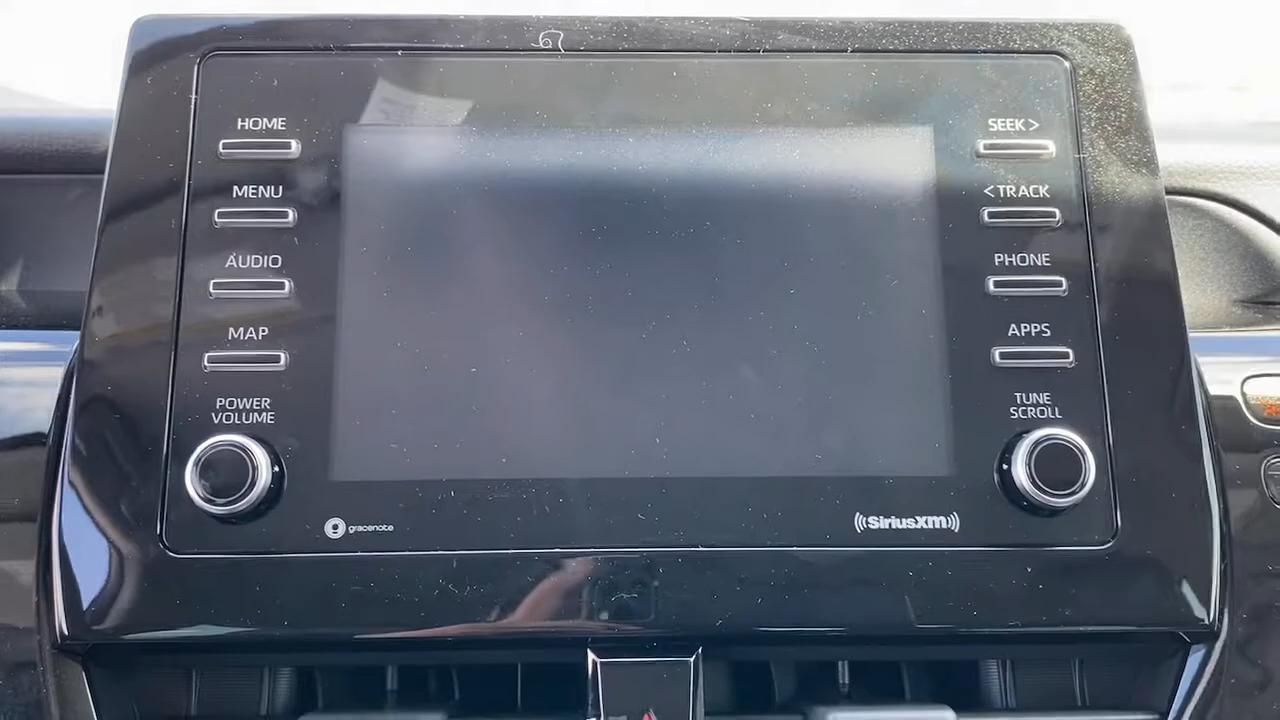 HOME
MENU
AUDIO
MAP
POWER
VOLUME
SEEK >
< TRACK
PHONE
APPS
TUNE
SCROLL
gracenote
((SiriusXM))